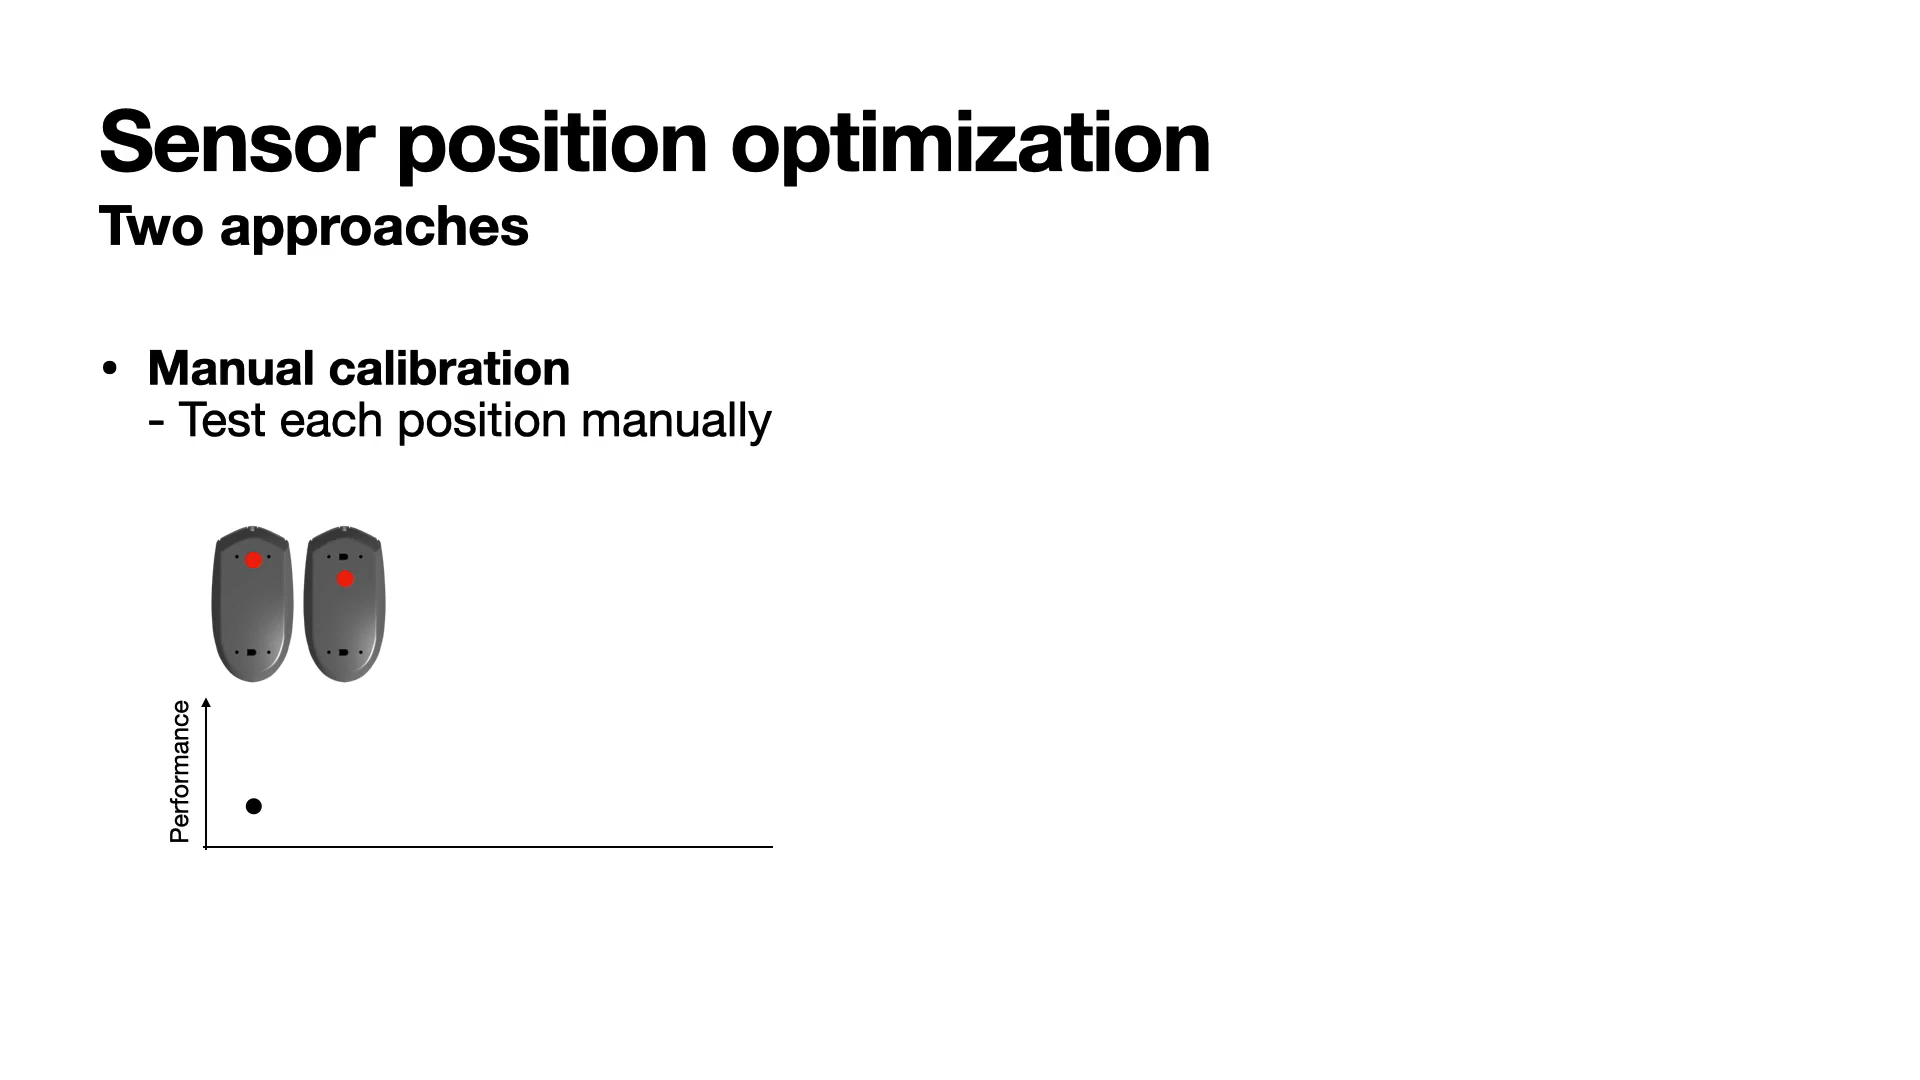 Sensor position optimization
Two approaches
• Manual calibration
- Test each position manually
Performance